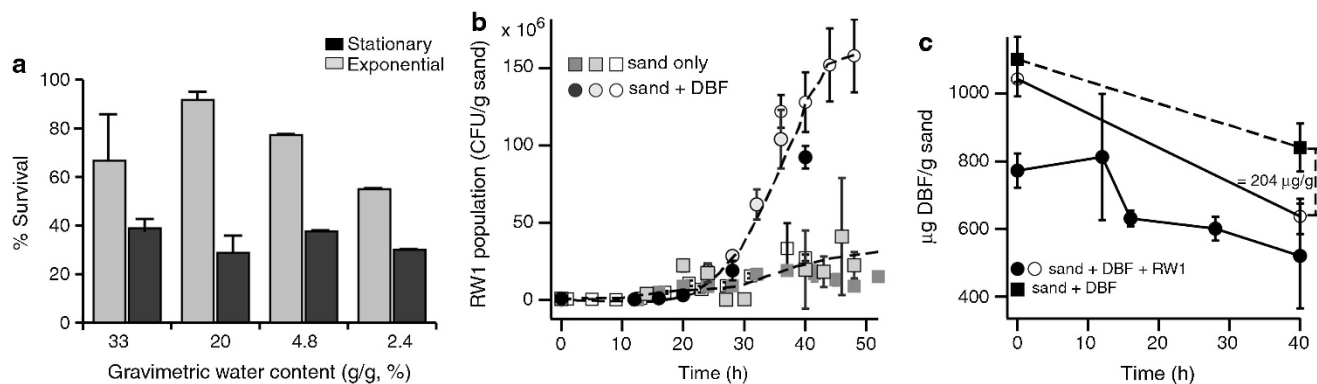 a
Stationary
Exponential
100
80
60
40
20
0
% Survival
33
20
4.8
2.4
Gravimetric water content (g/g, %)
b
x 10⁶
150
100
50
0
RW1 population (CFU/g sand)
sand only
sand + DBF
0
10
20
30
40
50
Time (h)
c
1000
800
600
400
µg DBF/g sand
= 204 µg/g
sand + DBF + RW1
sand + DBF
0
10
20
30
40
Time (h)